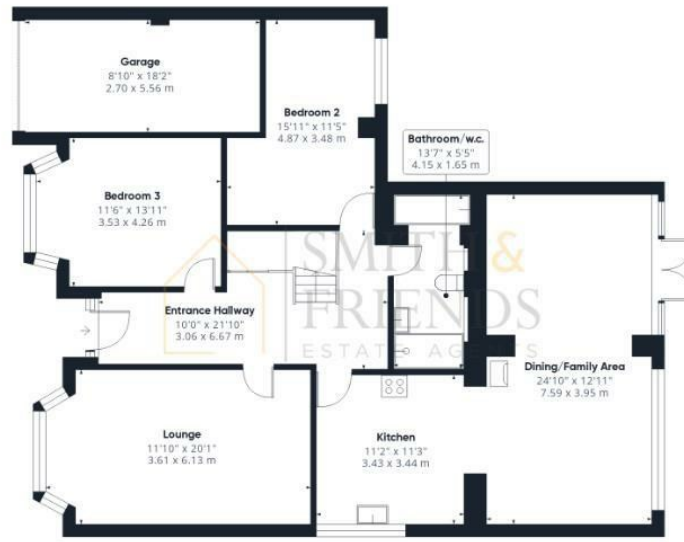 Garage
8'10" x 18'2"
2.70 x 5.56 m
Bedroom 2
15'11" x 11'5"
4.87 x 3.48 m
Bathroom/w.c.
13'7" x 5'5"
4.15 x 1.65 m
Bedroom 3
11'6" x 13'11"
3.53 x 4.26 m
SMITH &
FRIENDS
ESTATE AGENTS
Entrance Hallway
10'0" x 21'10"
3.06 x 6.67 m
Dining/Family Area
24'10" x 12'11"
7.59 x 3.95 m
Lounge
11'10" x 20'1"
3.61 x 6.13 m
Kitchen
11'2" x 11'3"
3.43 x 3.44 m